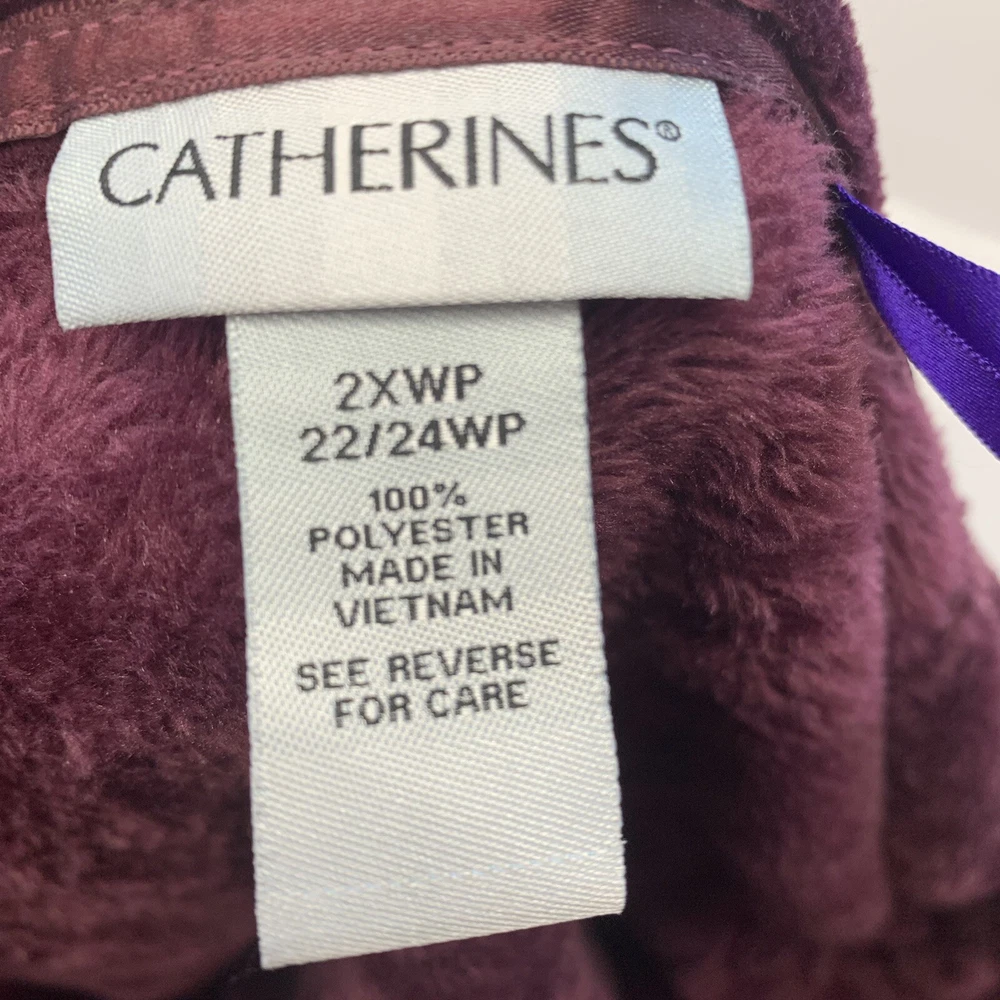 CATHERINES®
2XWP
22/24WP
100%
POLYESTER
MADE IN
VIETNAM
SEE REVERSE
FOR CARE